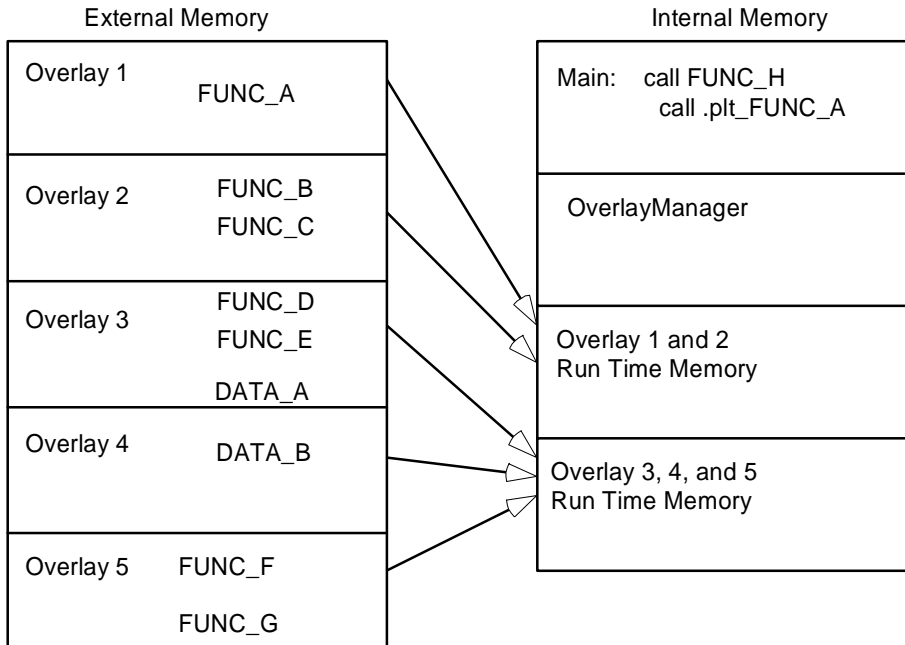 External Memory
Overlay 1
FUNC_A
Overlay 2
FUNC_B
FUNC_C
Overlay 3
FUNC_D
FUNC_E
DATA_A
Overlay 4
DATA_B
Overlay 5
FUNC_F
FUNC_G
Internal Memory
Main: call FUNC_H
call .plt_FUNC_A
OverlayManager
Overlay 1 and 2
Run Time Memory
Overlay 3, 4, and 5
Run Time Memory